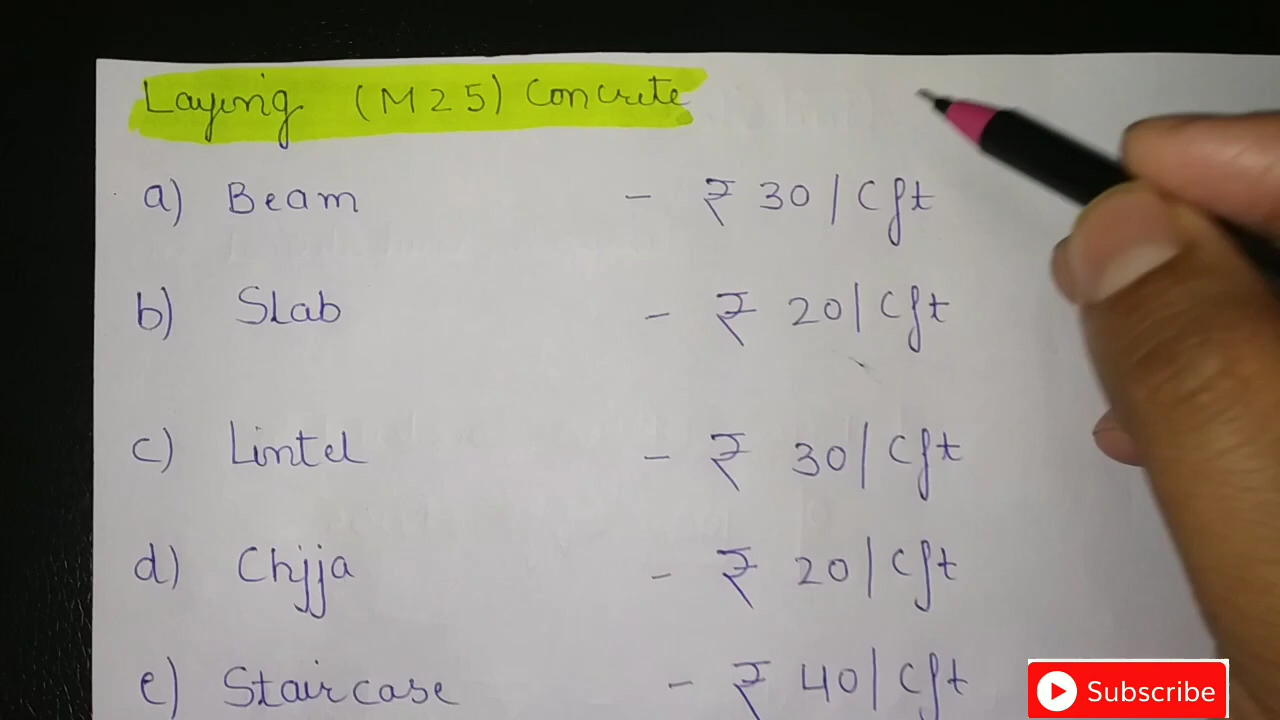 Laying (M25) Concrete
a) Beam - ₹ 30/Cft
b) Slab - ₹ 20/Cft
c) Lintel - ₹ 30/Cft
d) Chjja - ₹ 20/Cft
e) Staircase - ₹ 40/Cft
Subscribe